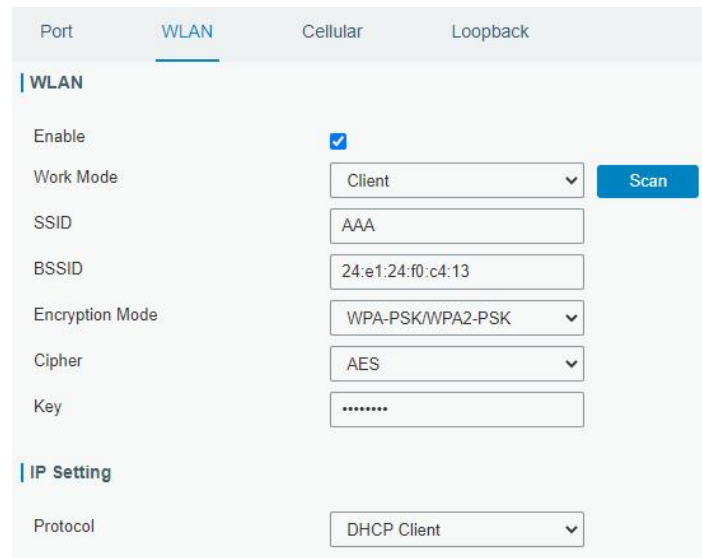 Port WLAN Cellular Loopback
WLAN
Enable
Work Mode Client Scan
SSID AAA
BSSID 24:e1:24:f0:c4:13
Encryption Mode WPA-PSK/WPA2-PSK
Cipher AES
Key ••••••••
IP Setting
Protocol DHCP Client